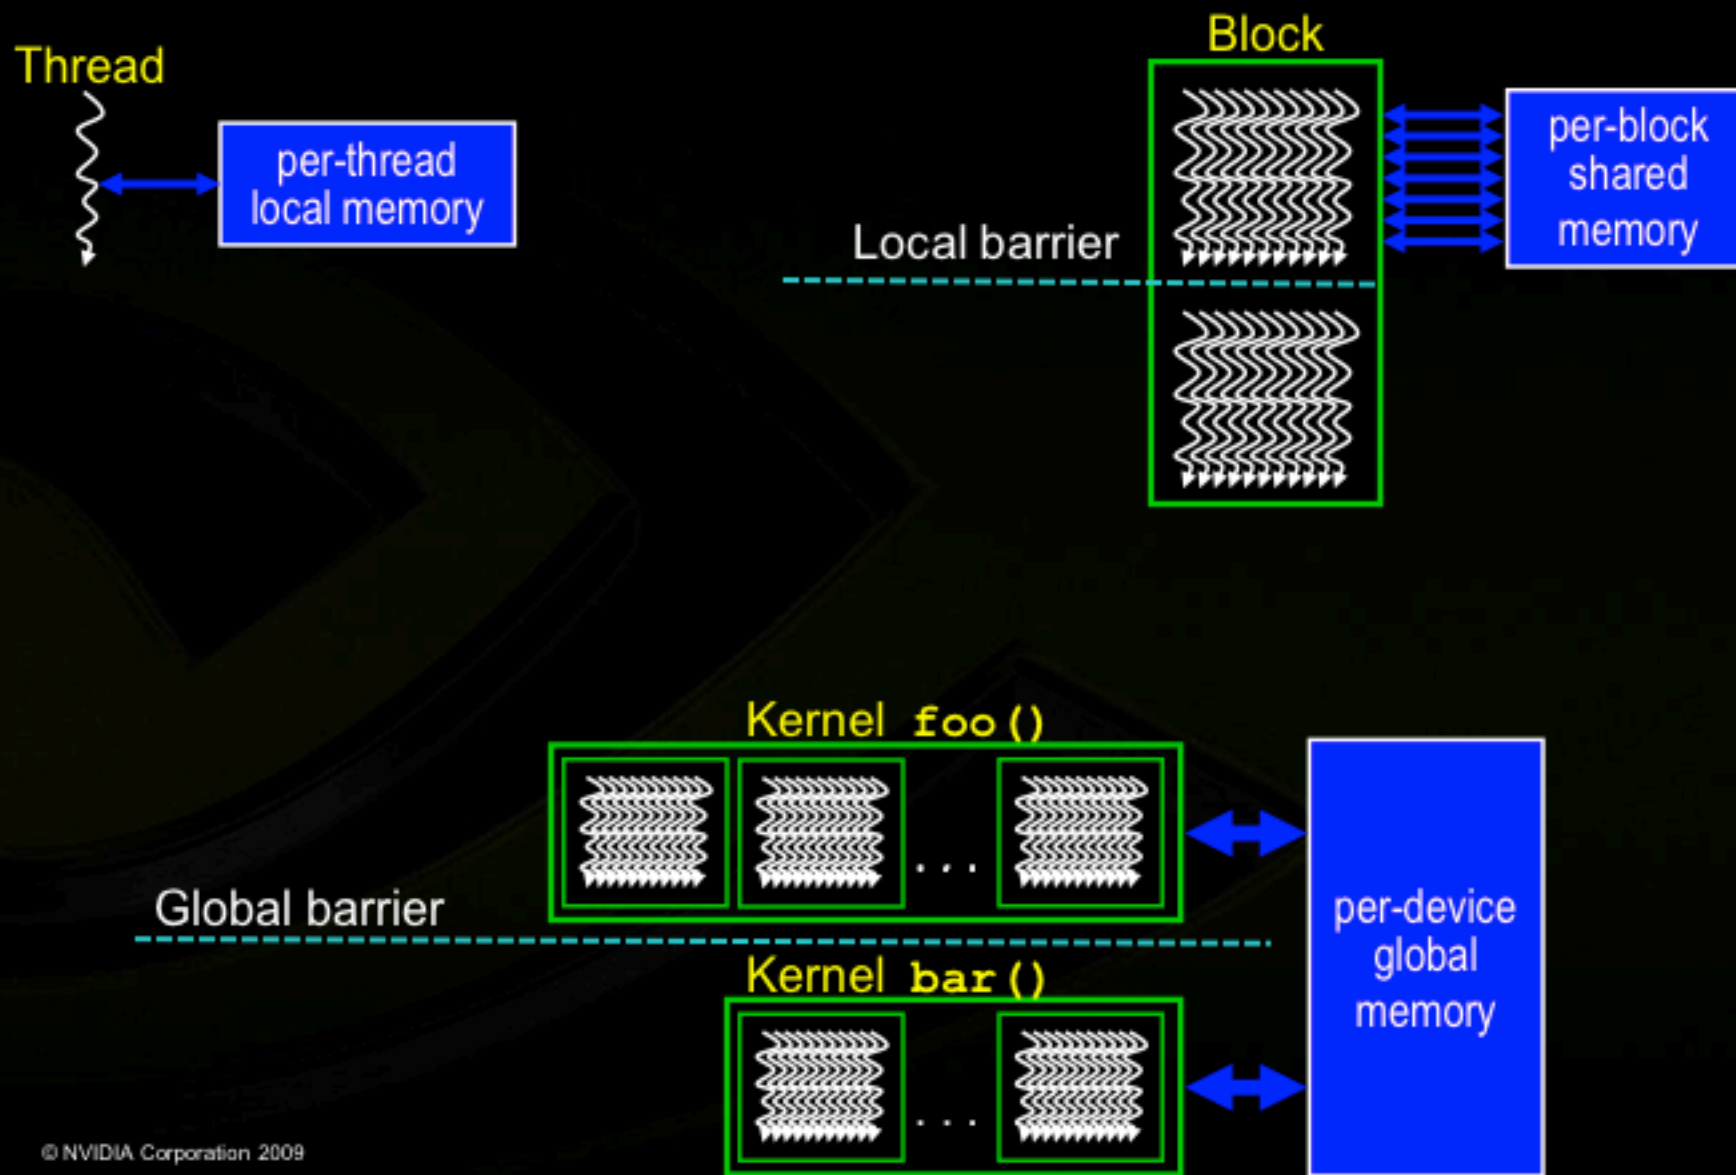 Thread
per-thread
local memory
Block
per-block
shared
memory
Local barrier
Kernel foo()
...
Global barrier
Kernel bar()
...
per-device
global
memory
© NVIDIA Corporation 2009